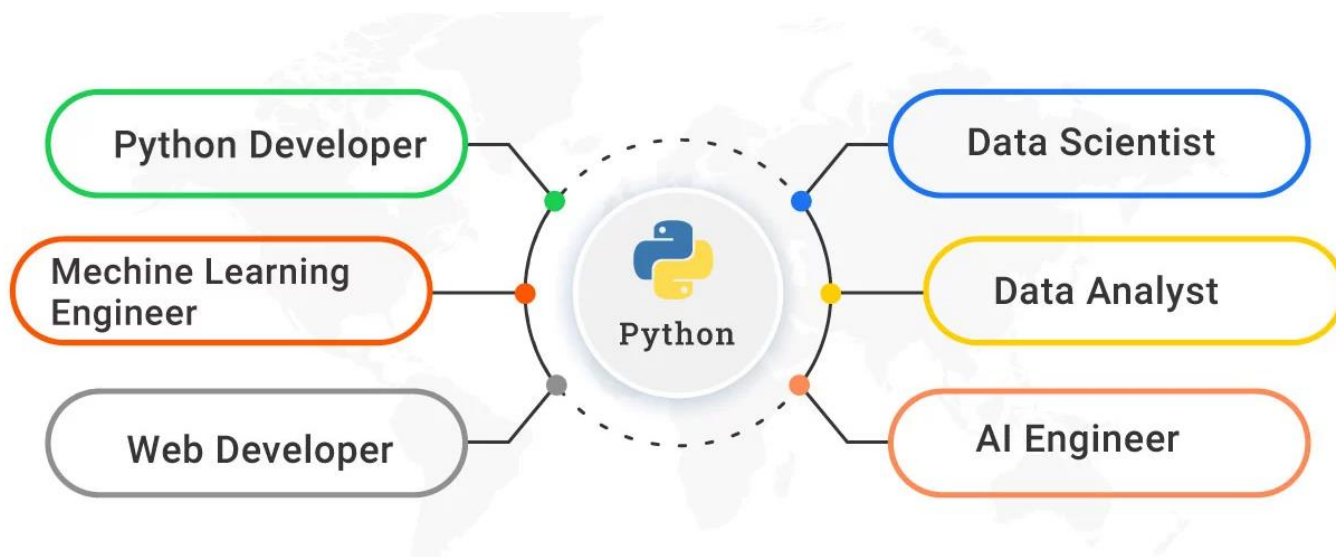 Python Developer
Mechine Learning
Engineer
Web Developer
Python
Data Scientist
Data Analyst
AI Engineer